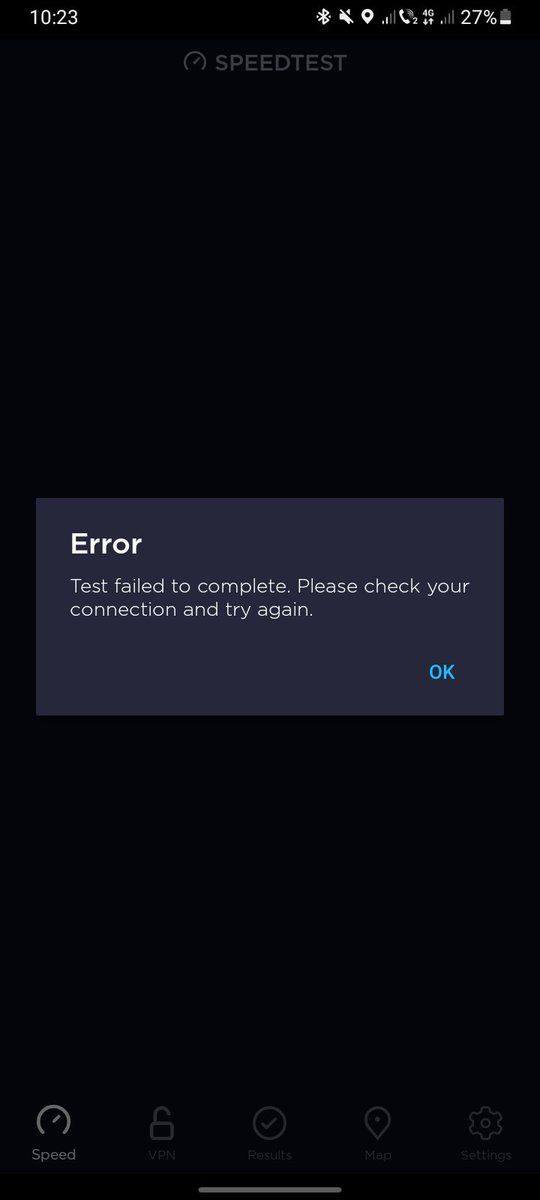 10:23 2 4G 27%
SPEEDTEST
Error
Test failed to complete. Please check your
connection and try again.
OK
Speed VPN Results Map Settings